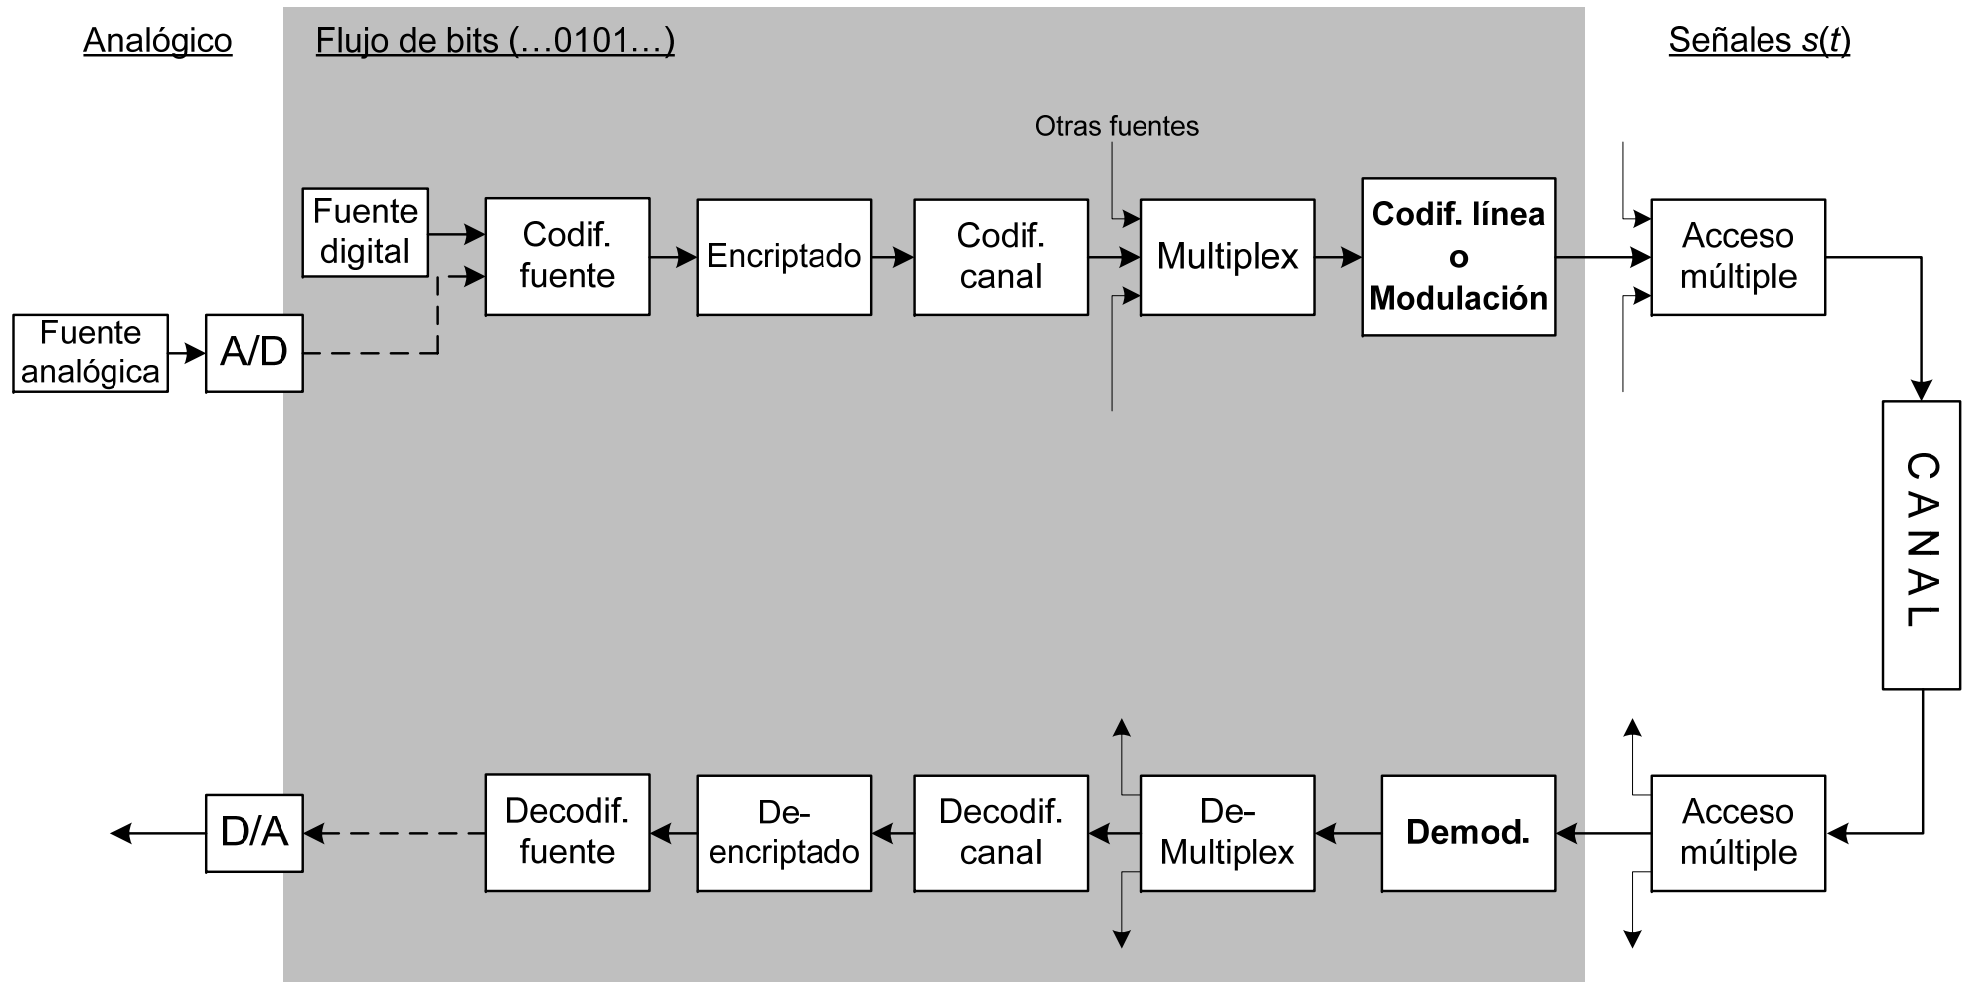 Analógico
Flujo de bits (…0101…)
Señales s(t)
Otras fuentes
Fuente
digital
Codif.
fuente
Encriptado
Codif.
canal
Multiplex
Codif. línea
o
Modulación
Acceso
múltiple
Fuente
analógica
A/D
CANAL
D/A
Decodif.
fuente
De-
encriptado
Decodif.
canal
De-
Multiplex
Demod.
Acceso
múltiple